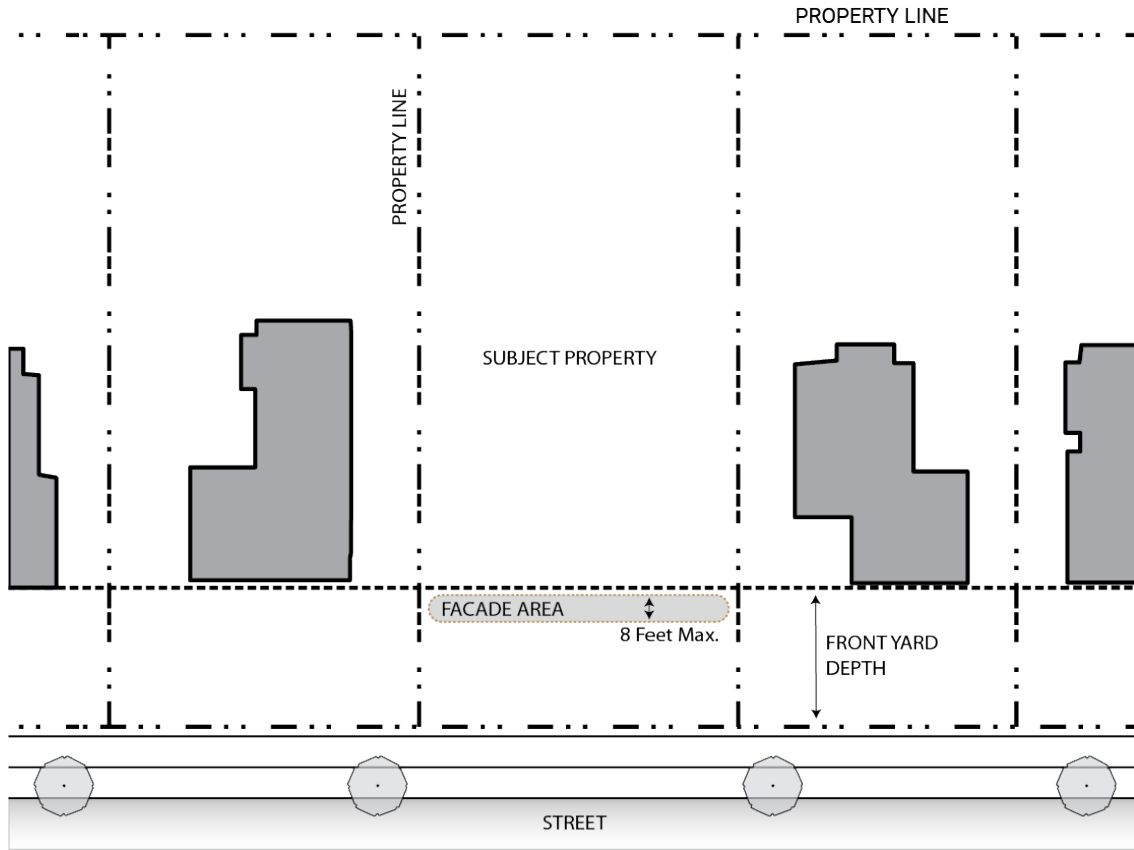 PROPERTY LINE
PROPERTY LINE
SUBJECT PROPERTY
FACADE AREA
8 Feet Max.
FRONT YARD
DEPTH
STREET